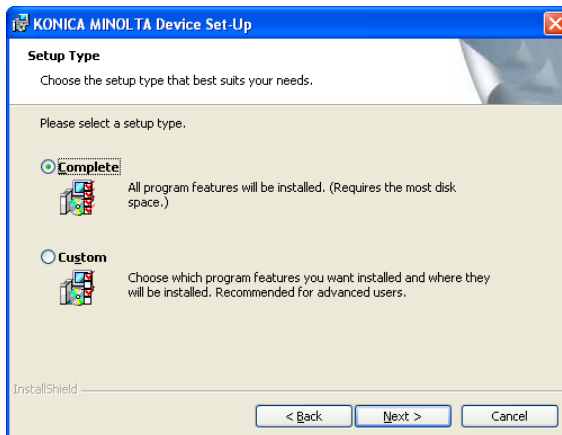 KONICA MINOLTA Device Set-Up
Setup Type
Choose the setup type that best suits your needs.
Please select a setup type.
Complete
All program features will be installed. (Requires the most disk
space.)
Custom
Choose which program features you want installed and where they
will be installed. Recommended for advanced users.
InstallShield
< Back
Next >
Cancel